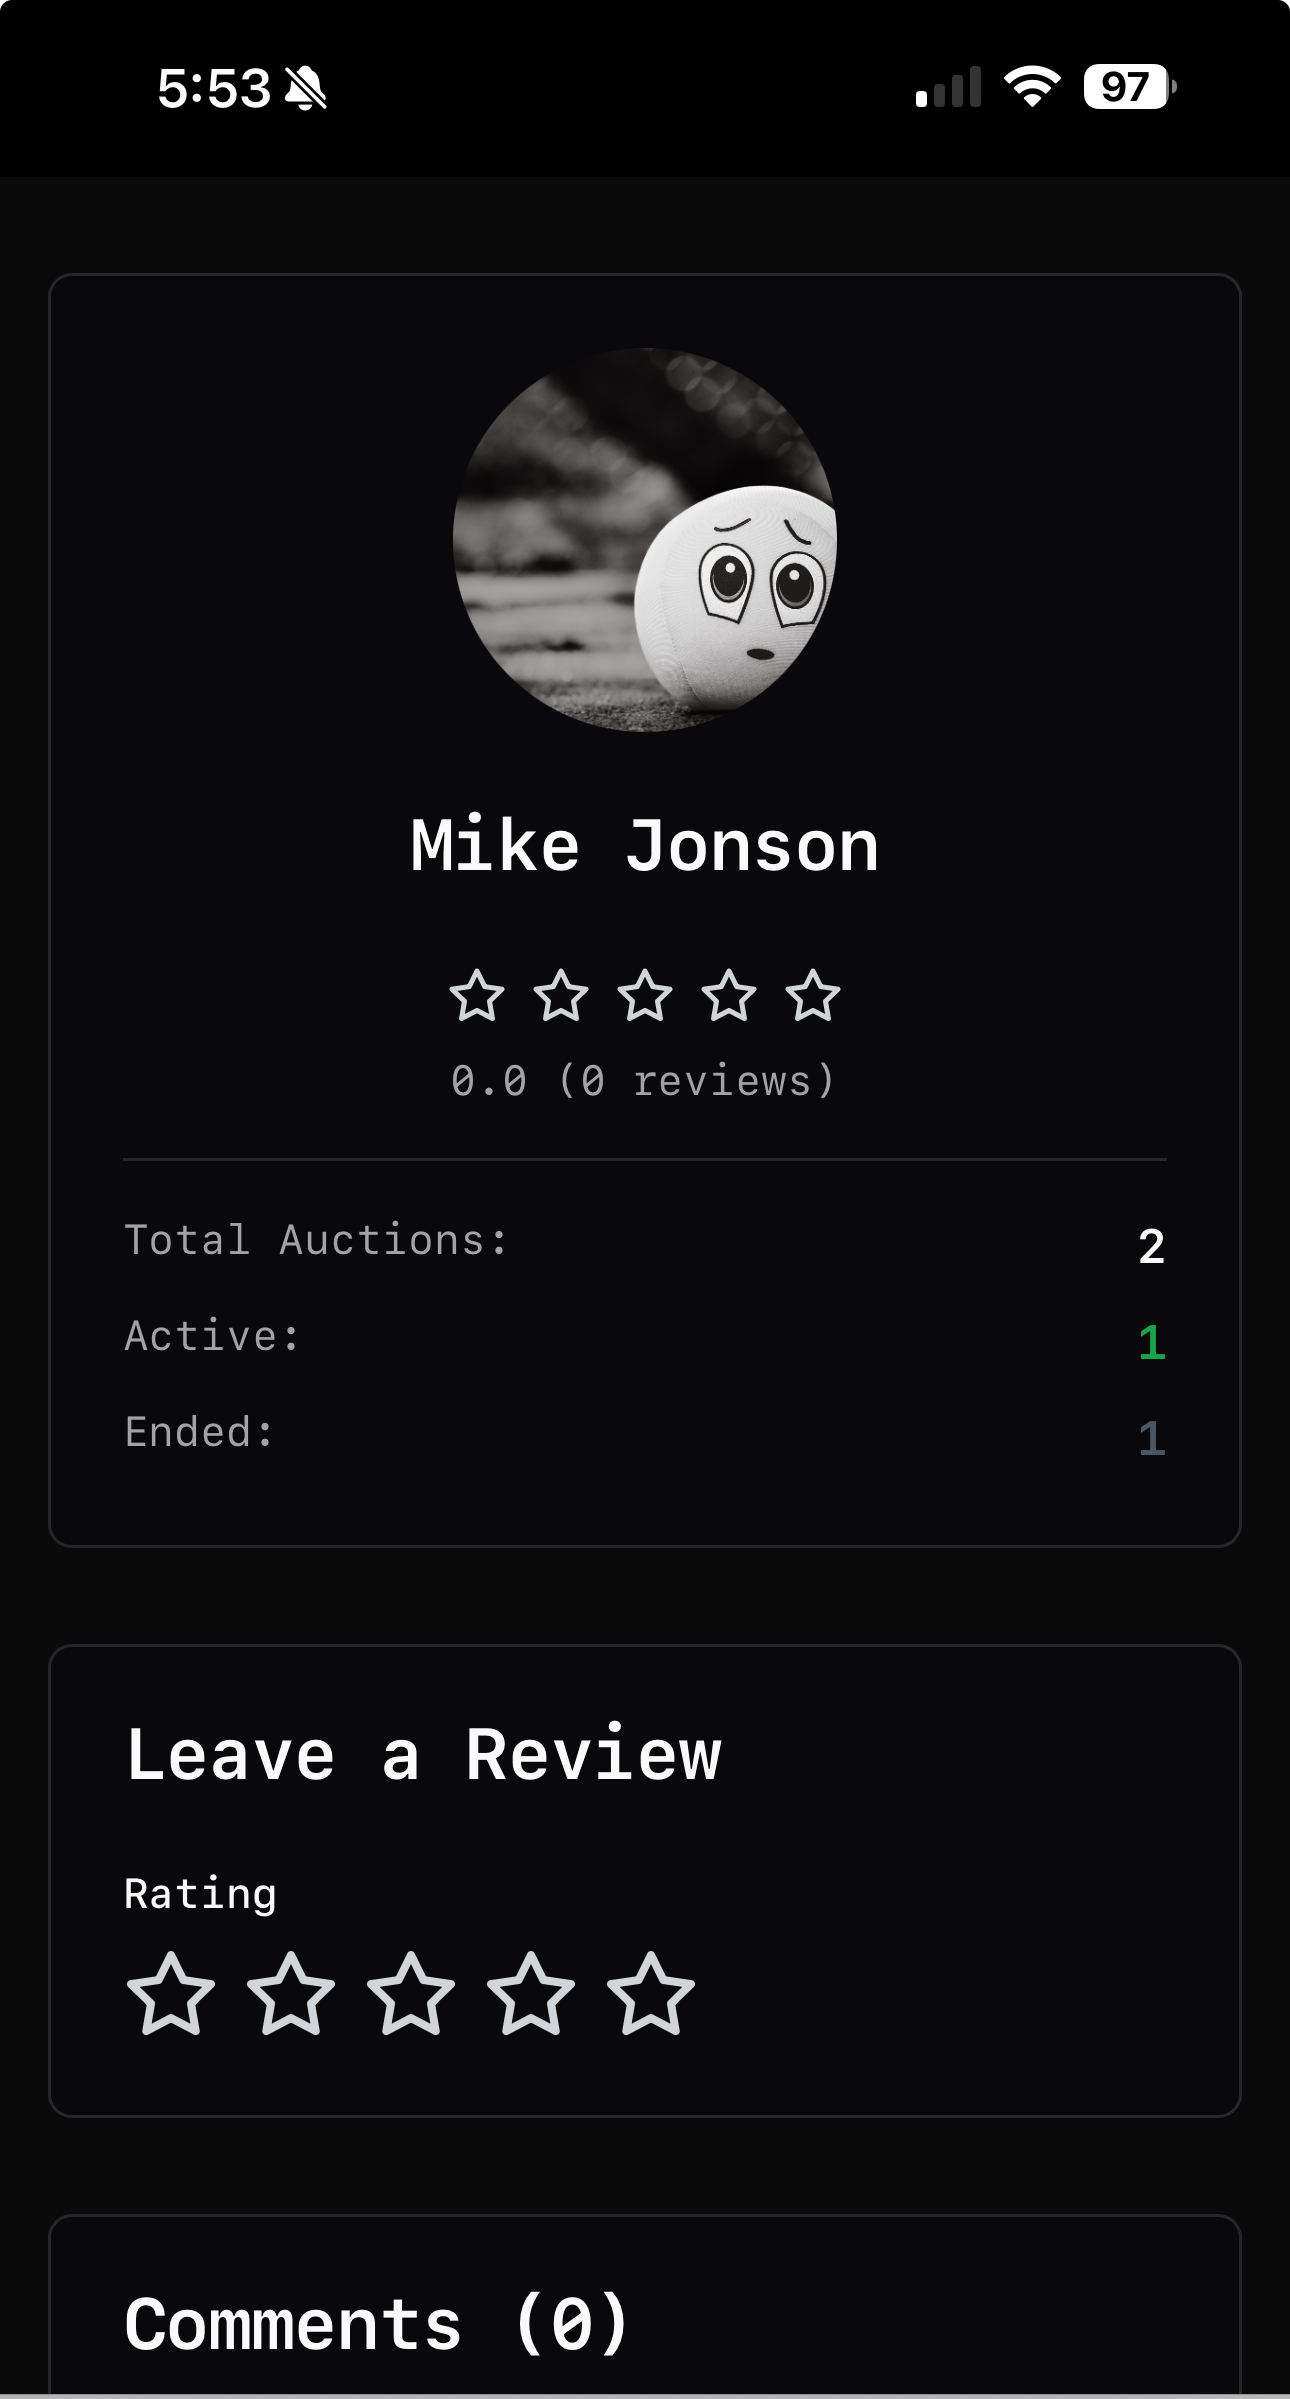 5:53
97
Mike Jonson
0.0 (0 reviews)
Total Auctions: 2
Active: 1
Ended: 1
Leave a Review
Rating
Comments (0)